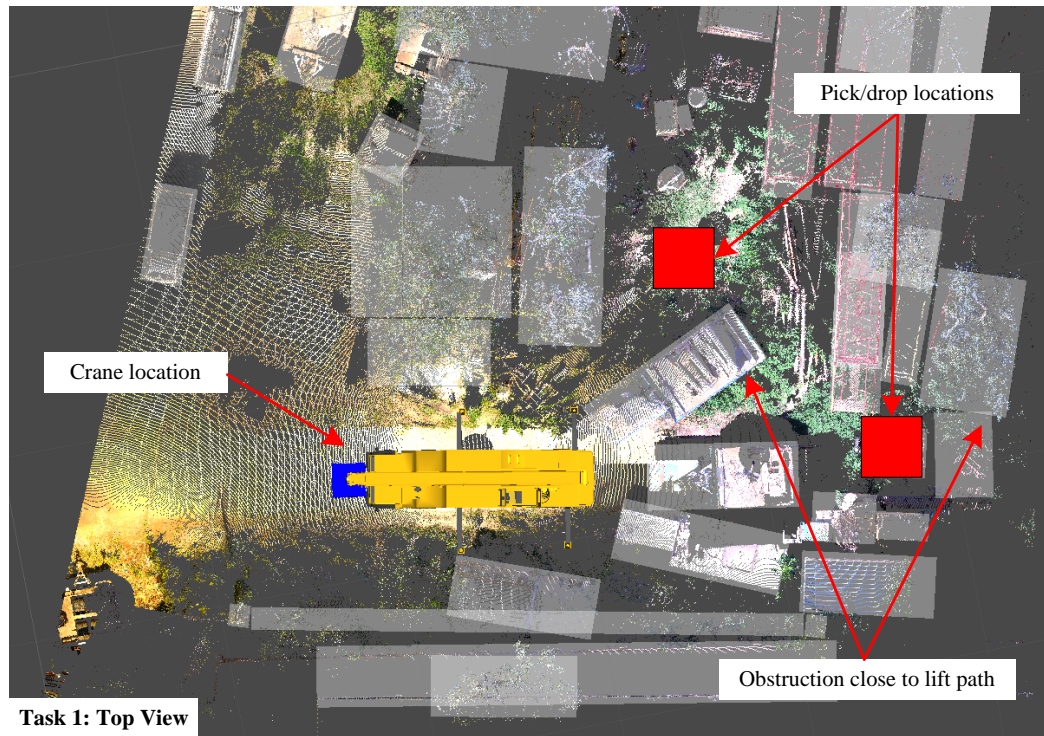 Pick/drop locations
Crane location
Obstruction close to lift path
Task 1: Top View